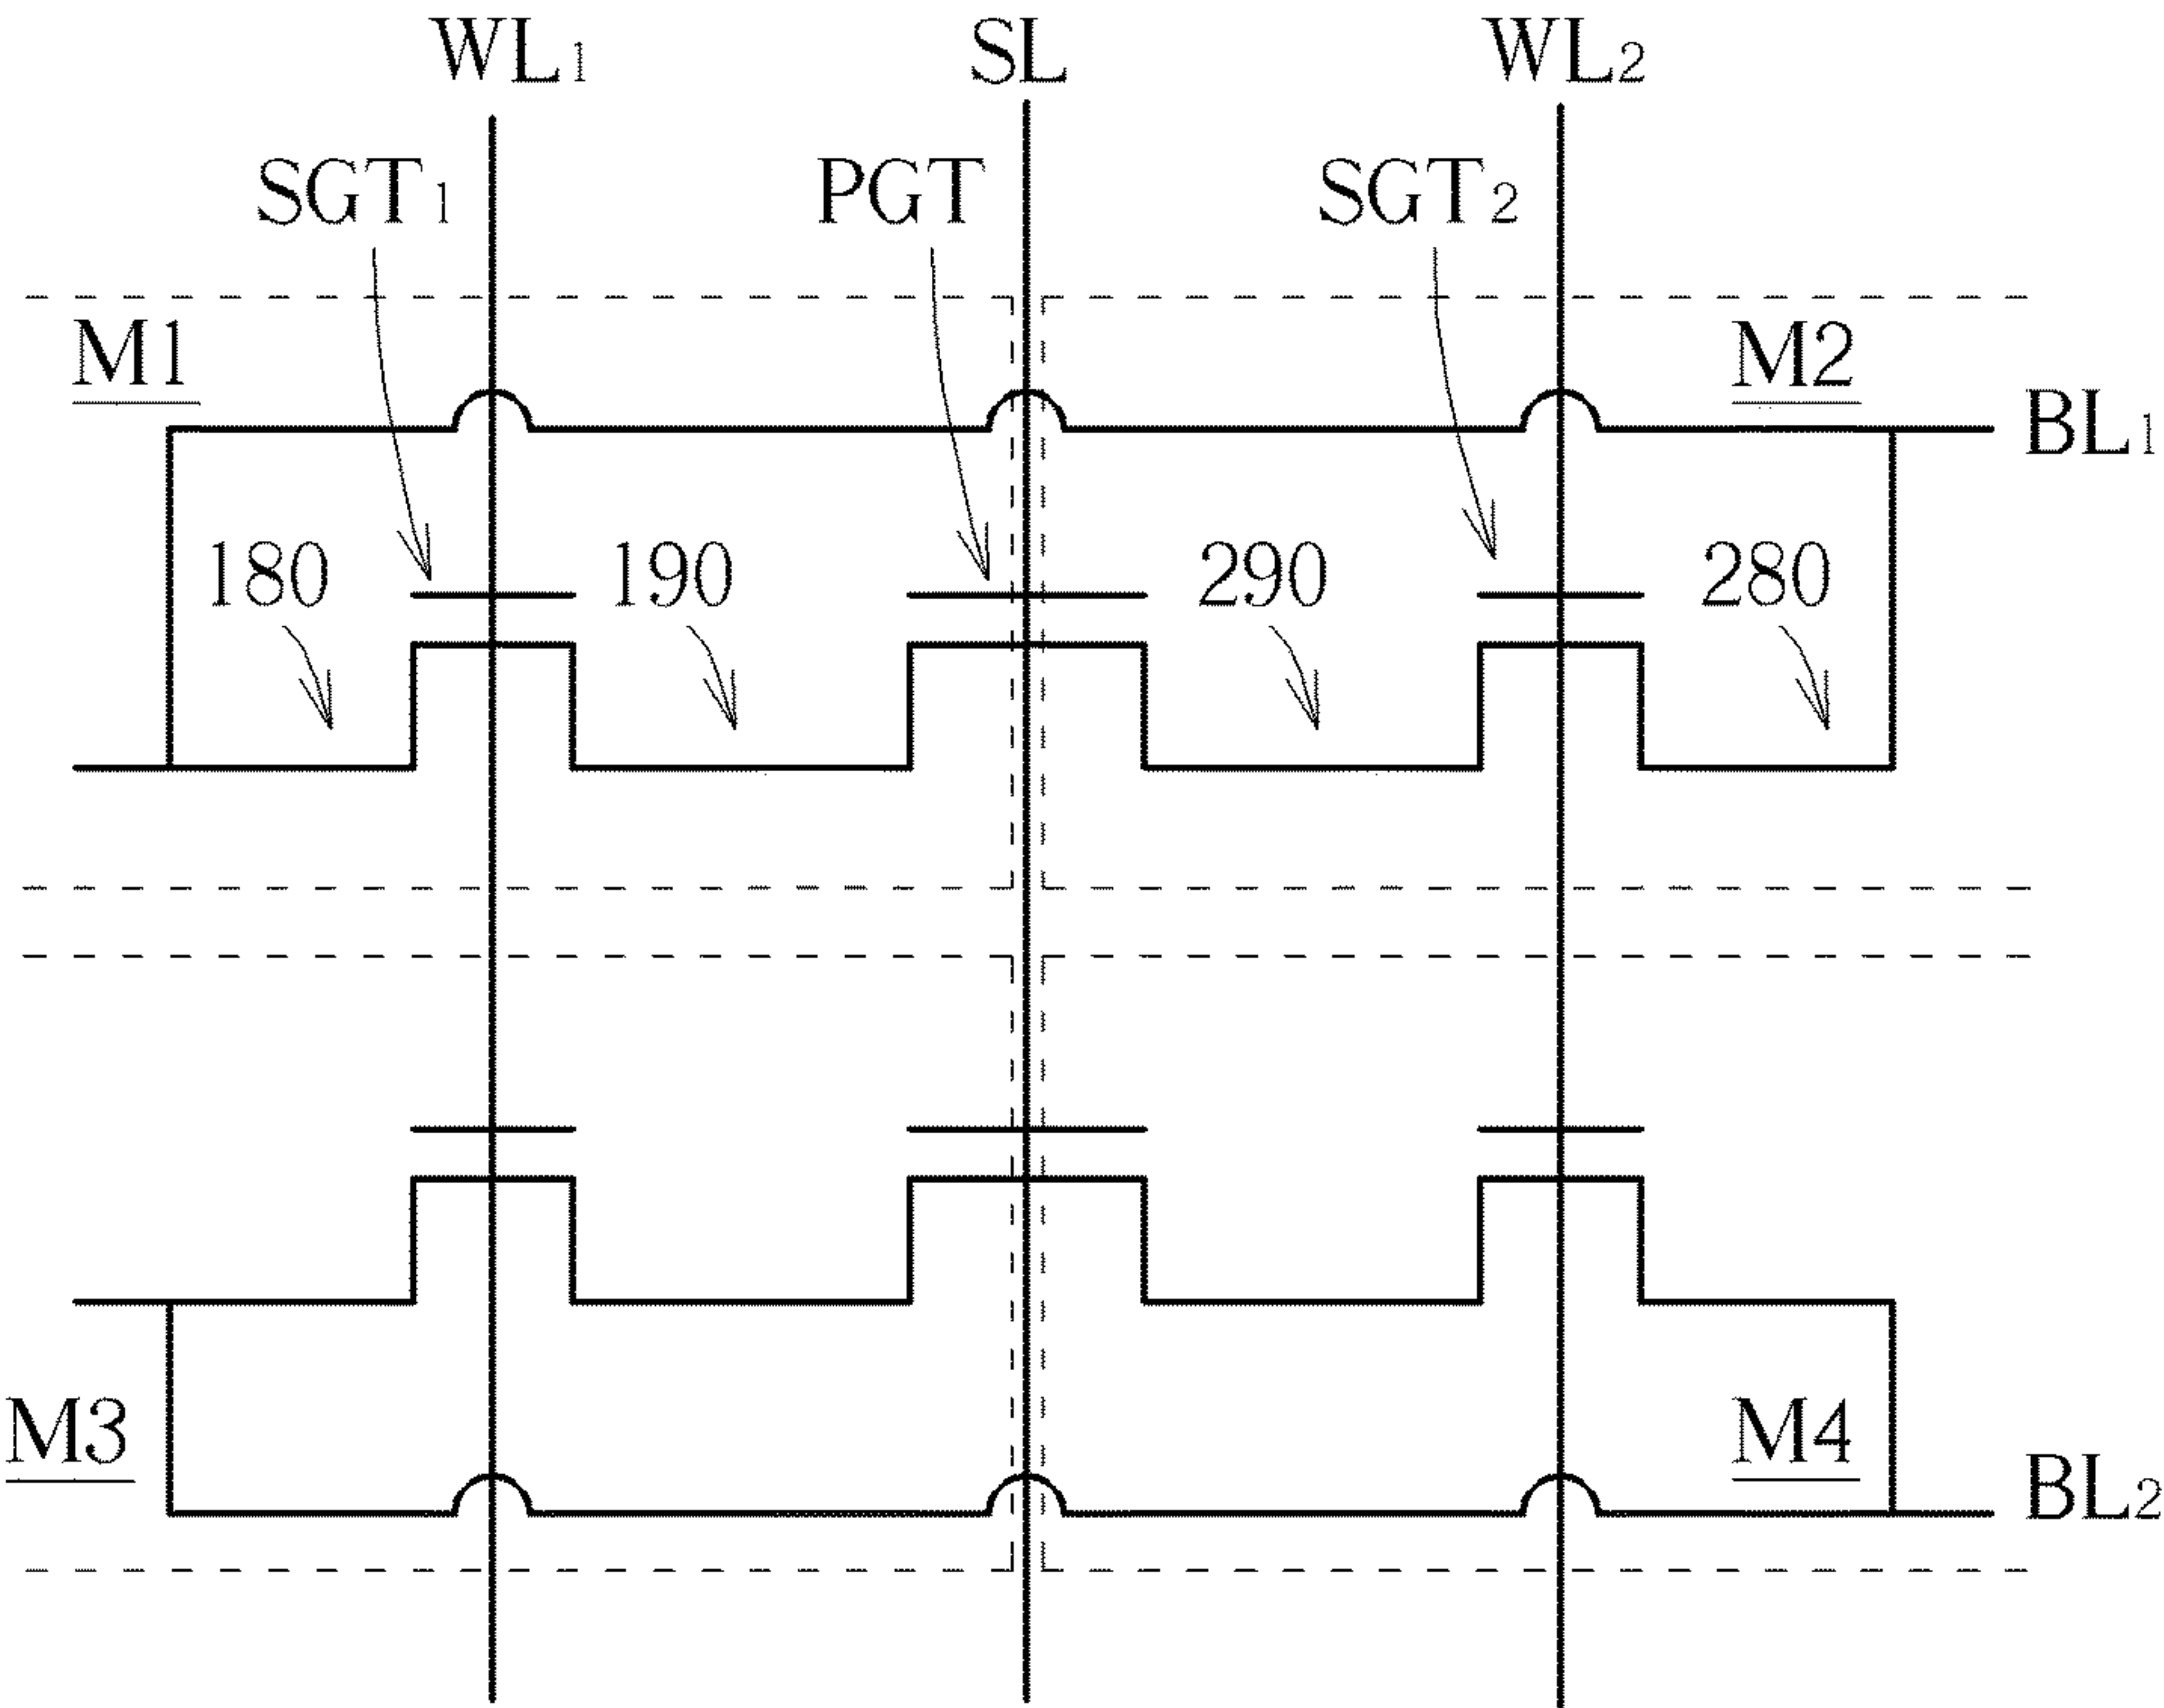 WL1 SL WL2
SGT1 PGT SGT2
M1 M2
BL1
180 190 290 280
M3 M4
BL2